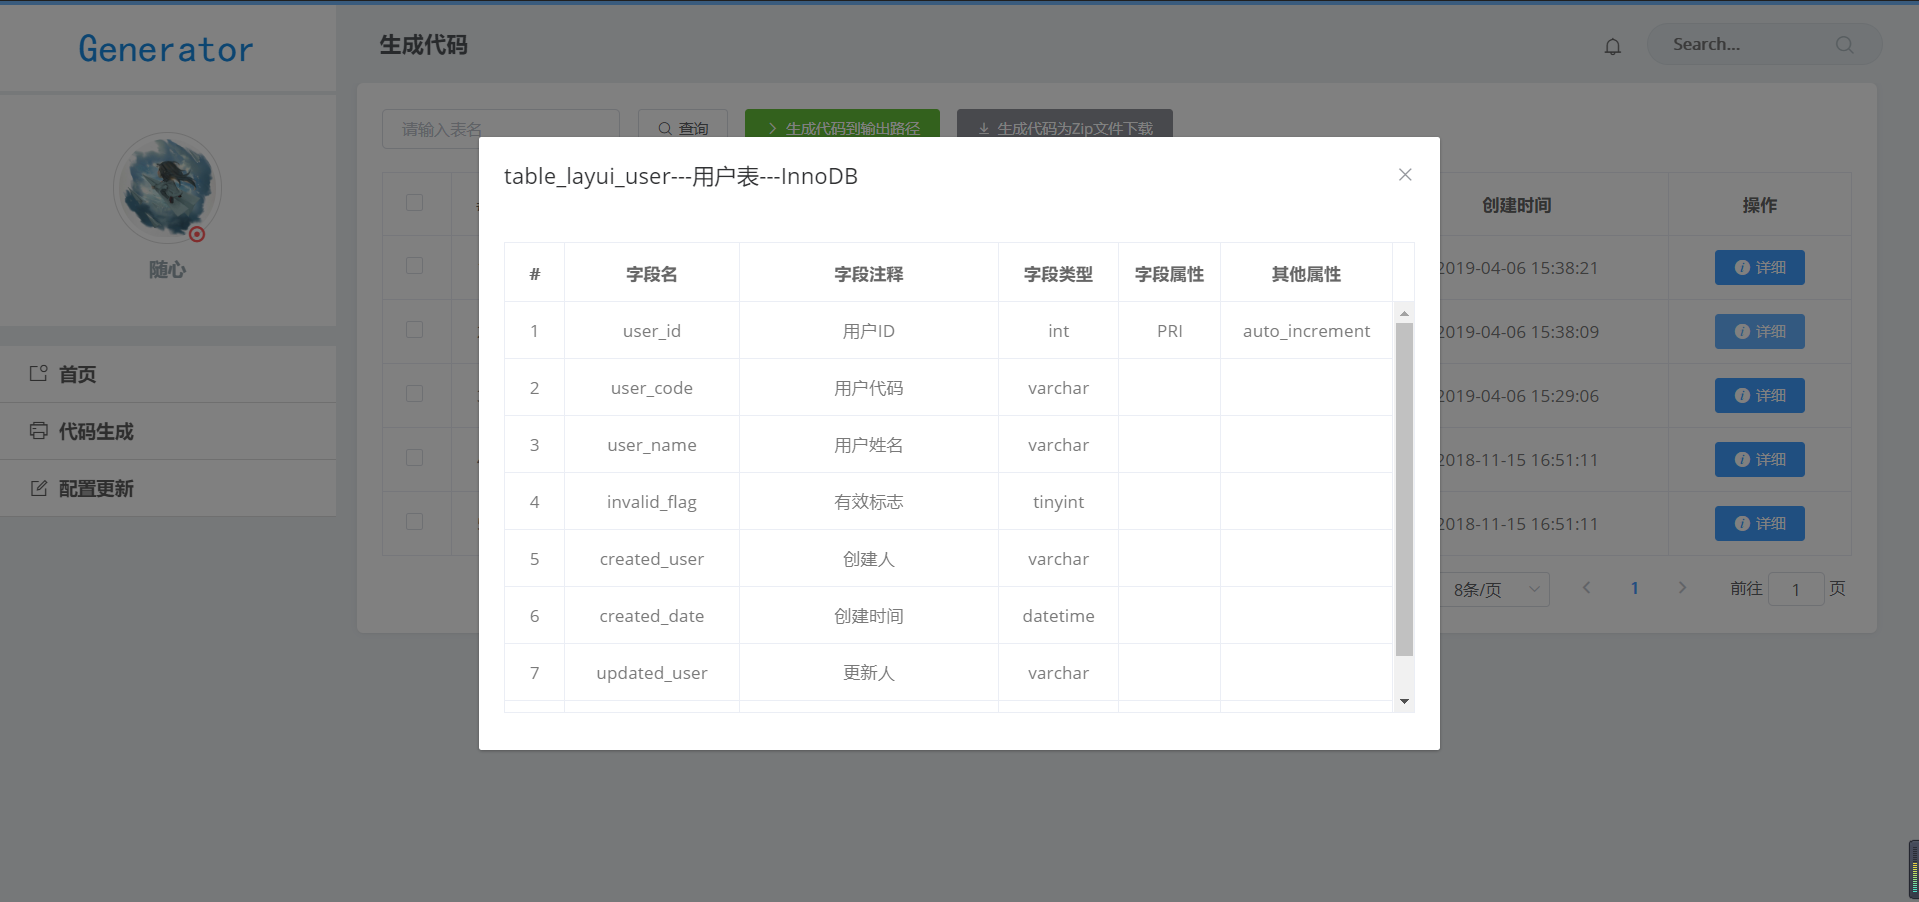 Generator
生成代码
Search...
请输入表名
查询
生成代码到输出路径
生成代码为Zip文件下载
随心
首页
代码生成
配置更新
创建时间 操作
2019-04-06 15:38:21 详细
2019-04-06 15:38:09 详细
2019-04-06 15:29:06 详细
2018-11-15 16:51:11 详细
2018-11-15 16:51:11 详细
8条/页 1 前往 1 页
table_layui_user---用户表---InnoDB
# 字段名 字段注释 字段类型 字段属性 其他属性
1 user_id 用户ID int PRI auto_increment
2 user_code 用户代码 varchar
3 user_name 用户姓名 varchar
4 invalid_flag 有效标志 tinyint
5 created_user 创建人 varchar
6 created_date 创建时间 datetime
7 updated_user 更新人 varchar